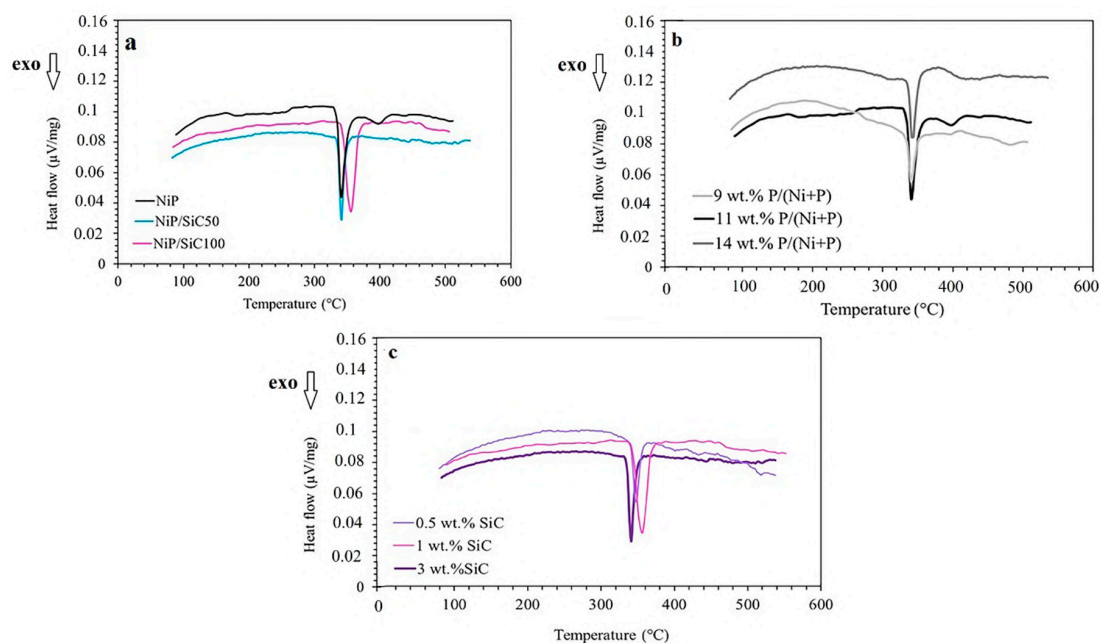 a
exo
Heat flow (µV/mg)
0.16
0.14
0.12
0.1
0.08
0.06
0.04
0.02
0
NiP
NiP/SiC50
NiP/SiC100
0 100 200 300 400 500 600
Temperature (°C)
b
exo
Heat flow (µV/mg)
0.16
0.14
0.12
0.1
0.08
0.06
0.04
0.02
0
9 wt.% P/(Ni+P)
11 wt.% P/(Ni+P)
14 wt.% P/(Ni+P)
0 100 200 300 400 500 600
Temperature (°C)
c
exo
Heat flow (µV/mg)
0.16
0.14
0.12
0.1
0.08
0.06
0.04
0.02
0
0.5 wt.% SiC
1 wt.% SiC
3 wt.%SiC
0 100 200 300 400 500 600
Temperature (°C)